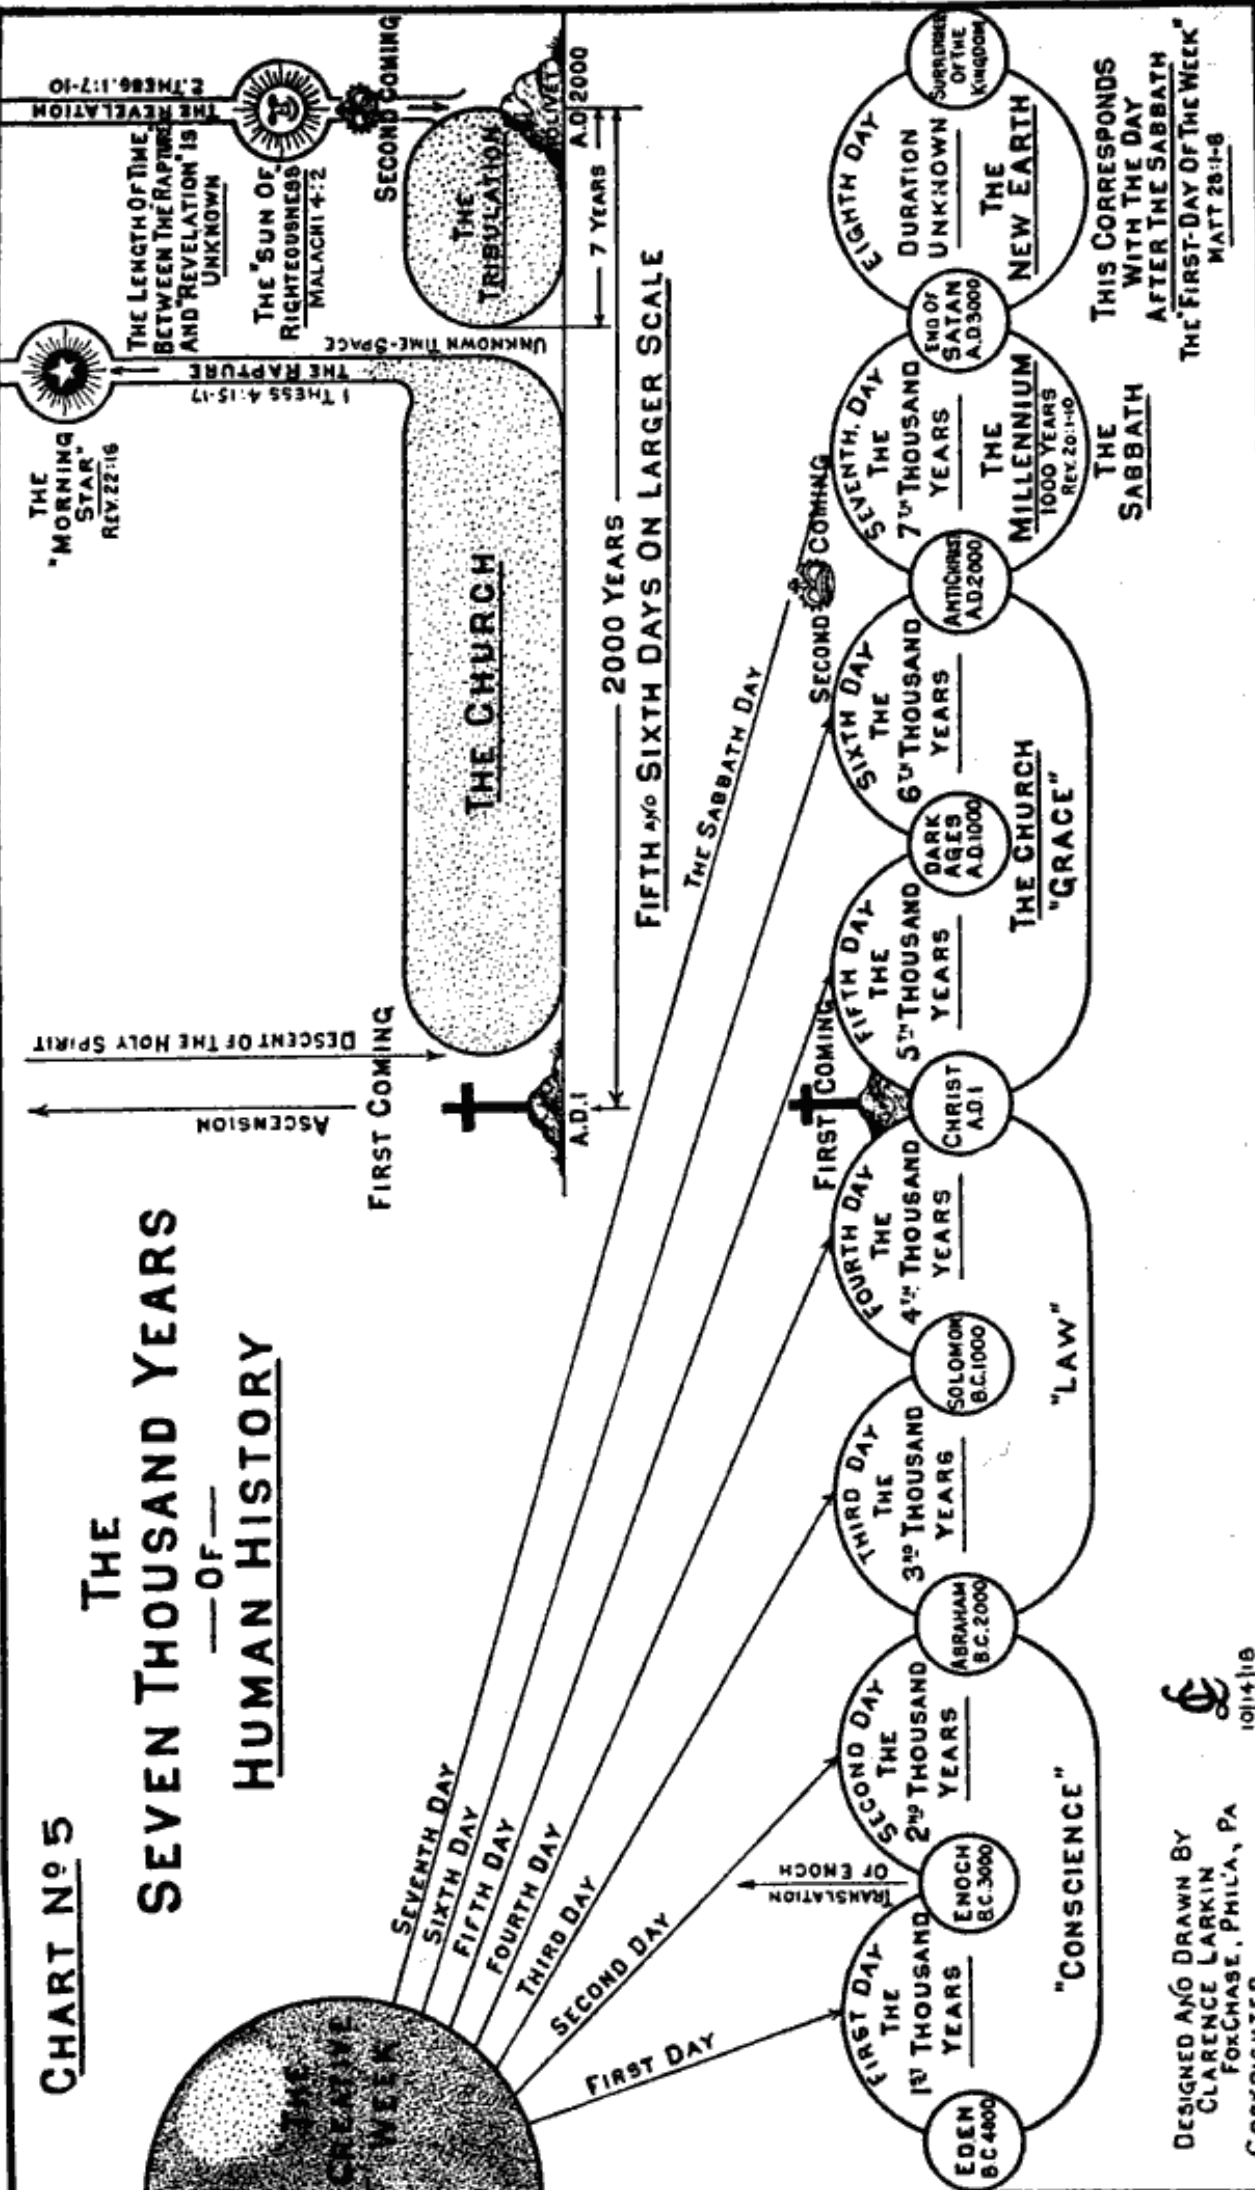 CHART Nº 5
THE
SEVEN THOUSAND YEARS
OF
HUMAN HISTORY
THE
CREATIVE
WEEK
SEVENTH DAY
SIXTH DAY
FIFTH DAY
FOURTH DAY
THIRD DAY
SECOND DAY
FIRST DAY
THE SABBATH DAY
ASCENSION
DESCENT OF THE HOLY SPIRIT
FIRST COMING
A.D.1
THE CHURCH
THE
"MORNING
STAR"
REV. 22:16
THE RAPTURE
1 THESS 4:15-17
UNKNOWN TIME-SPACE
THE LENGTH OF TIME
BETWEEN THE "RAPTURE"
AND "REVELATION" IS
UNKNOWN
THE "SUN OF
RIGHTEOUSNESS"
MALACHI 4:2
THE REVELATION
2.THESS.1:7-10
SECOND COMING
THE
TRIBULATION
OLIVET
A.D.2000
7 YEARS
2000 YEARS
FIFTH AND SIXTH DAYS ON LARGER SCALE
EDEN
B.C.4000
FIRST DAY
THE
1ST THOUSAND
YEARS
TRANSLATION
OF ENOCH
ENOCH
B.C.3000
SECOND DAY
THE
2ND THOUSAND
YEARS
"CONSCIENCE"
ABRAHAM
B.C.2000
THIRD DAY
THE
3RD THOUSAND
YEARS
SOLOMON
B.C.1000
FOURTH DAY
THE
4TH THOUSAND
YEARS
"LAW"
FIRST COMING
CHRIST
A.D.1
FIFTH DAY
THE
5TH THOUSAND
YEARS
DARK
AGES
A.D.1000
SIXTH DAY
THE
6TH THOUSAND
YEARS
THE CHURCH
"GRACE"
SECOND COMING
ANTICHRIST
A.D.2000
SEVENTH DAY
THE
7TH THOUSAND
YEARS
THE
MILLENNIUM
1000 YEARS
REV. 20:1-10
THE
SABBATH
END OF
SATAN
A.D.3000
EIGHTH DAY
DURATION
UNKNOWN
THE
NEW EARTH
SURRENDER
OF THE
KINGDOM
THIS CORRESPONDS
WITH THE DAY
AFTER THE SABBATH
THE "FIRST-DAY OF THE WEEK"
MATT 28:1-8
DESIGNED AND DRAWN BY
CLARENCE LARKIN
FOXCHASE, PHIL'A, PA